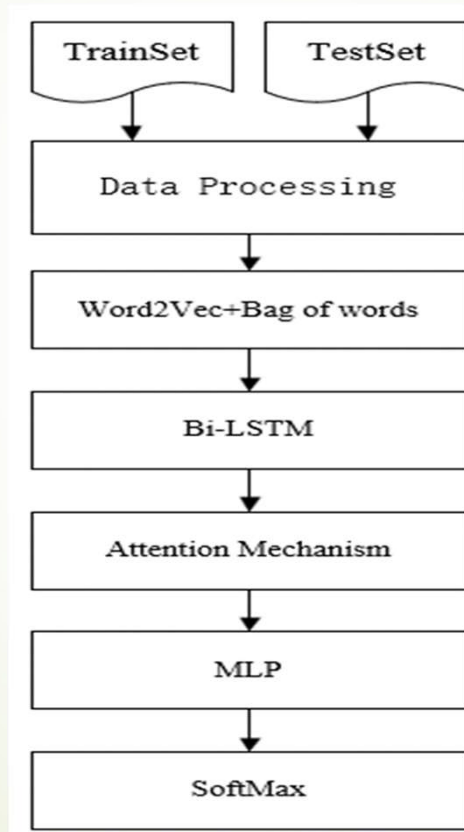 TrainSet
TestSet
Data Processing
Word2Vec+Bag of words
Bi-LSTM
Attention Mechanism
MLP
SoftMax